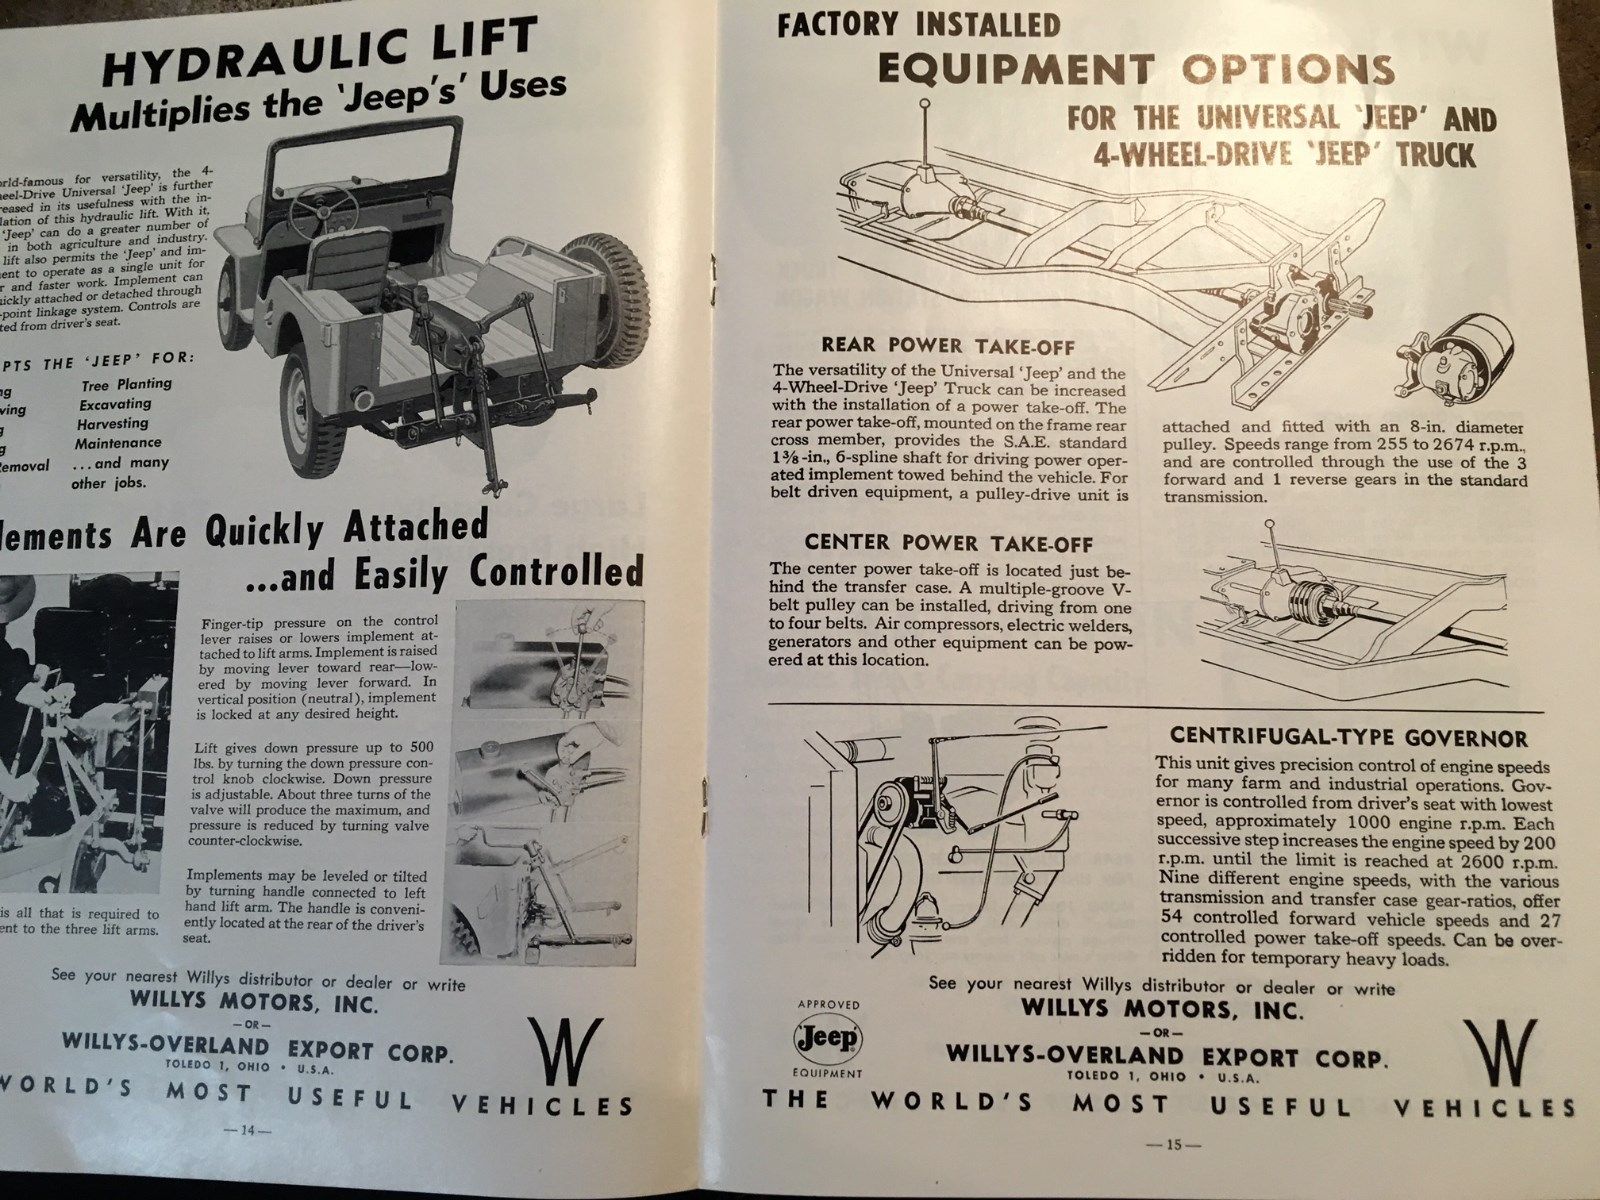 HYDRAULIC LIFT
Multiplies the 'Jeep's' Uses
for versatility, the 4-
Drive Universal 'Jeep' is further
in its usefulness with the in-
of this hydraulic lift. With it,
'Jeep' can do a greater number of
in both agriculture and industry.
lift also permits the 'Jeep' and im-
to operate as a single unit for
and faster work. Implement can
attached or detached through
-point linkage system. Controls are
from driver's seat.
THE 'JEEP' FOR:
Tree Planting
Excavating
Harvesting
Maintenance
...and many
other jobs.
Are Quickly Attached
...and Easily Controlled
Finger-tip pressure on the control
lever raises or lowers implement at-
tached to lift arms. Implement is raised
by moving lever toward rear—low-
ered by moving lever forward. In
vertical position (neutral), implement
is locked at any desired height.
Lift gives down pressure up to 500
lbs. by turning the down pressure con-
trol knob clockwise. Down pressure
is adjustable. About three turns of the
valve will produce the maximum, and
pressure is reduced by turning valve
counter-clockwise.
Implements may be leveled or tilted
by turning handle connected to left
hand lift arm. The handle is conveni-
ently located at the rear of the driver's
seat.
is all that is required to
to the three lift arms.
See your nearest Willys distributor or dealer or write
WILLYS MOTORS, INC.
—OR—
WILLYS-OVERLAND EXPORT CORP.
TOLEDO 1, OHIO • U.S.A.
W
WORLD'S MOST USEFUL VEHICLES
—14—
FACTORY INSTALLED
EQUIPMENT OPTIONS
FOR THE UNIVERSAL 'JEEP' AND
4-WHEEL-DRIVE 'JEEP' TRUCK
REAR POWER TAKE-OFF
The versatility of the Universal 'Jeep' and the
4-Wheel-Drive 'Jeep' Truck can be increased
with the installation of a power take-off. The
rear power take-off, mounted on the frame rear
cross member, provides the S.A.E. standard
1⅜-in., 6-spline shaft for driving power oper-
ated implement towed behind the vehicle. For
belt driven equipment, a pulley-drive unit is
attached and fitted with an 8-in. diameter
pulley. Speeds range from 255 to 2674 r.p.m.,
and are controlled through the use of the 3
forward and 1 reverse gears in the standard
transmission.
CENTER POWER TAKE-OFF
The center power take-off is located just be-
hind the transfer case. A multiple-groove V-
belt pulley can be installed, driving from one
to four belts. Air compressors, electric welders,
generators and other equipment can be pow-
ered at this location.
CENTRIFUGAL-TYPE GOVERNOR
This unit gives precision control of engine speeds
for many farm and industrial operations. Gov-
ernor is controlled from driver's seat with lowest
speed, approximately 1000 engine r.p.m. Each
successive step increases the engine speed by 200
r.p.m. until the limit is reached at 2600 r.p.m.
Nine different engine speeds, with the various
transmission and transfer case gear-ratios, offer
54 controlled forward vehicle speeds and 27
controlled power take-off speeds. Can be over-
ridden for temporary heavy loads.
See your nearest Willys distributor or dealer or write
APPROVED
'Jeep'
EQUIPMENT
WILLYS MOTORS, INC.
—OR—
WILLYS-OVERLAND EXPORT CORP.
TOLEDO 1, OHIO • U.S.A.
W
THE WORLD'S MOST USEFUL VEHICLES
—15—